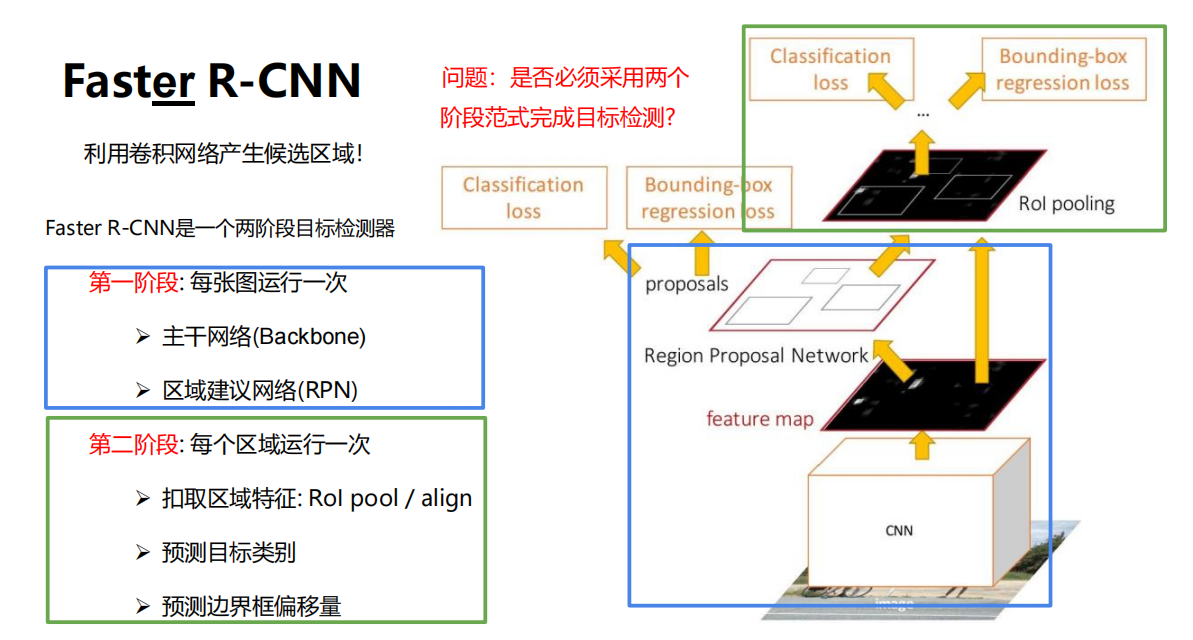 Faster R-CNN
利用卷积网络产生候选区域！
Faster R-CNN是一个两阶段目标检测器
第一阶段: 每张图运行一次
➢ 主干网络(Backbone)
➢ 区域建议网络(RPN)
第二阶段: 每个区域运行一次
➢ 扣取区域特征: RoI pool / align
➢ 预测目标类别
➢ 预测边界框偏移量
问题：是否必须采用两个
阶段范式完成目标检测？
Classification
loss
Bounding-box
regression loss
...
RoI pooling
Classification
loss
Bounding-box
regression loss
proposals
Region Proposal Network
feature map
CNN
image